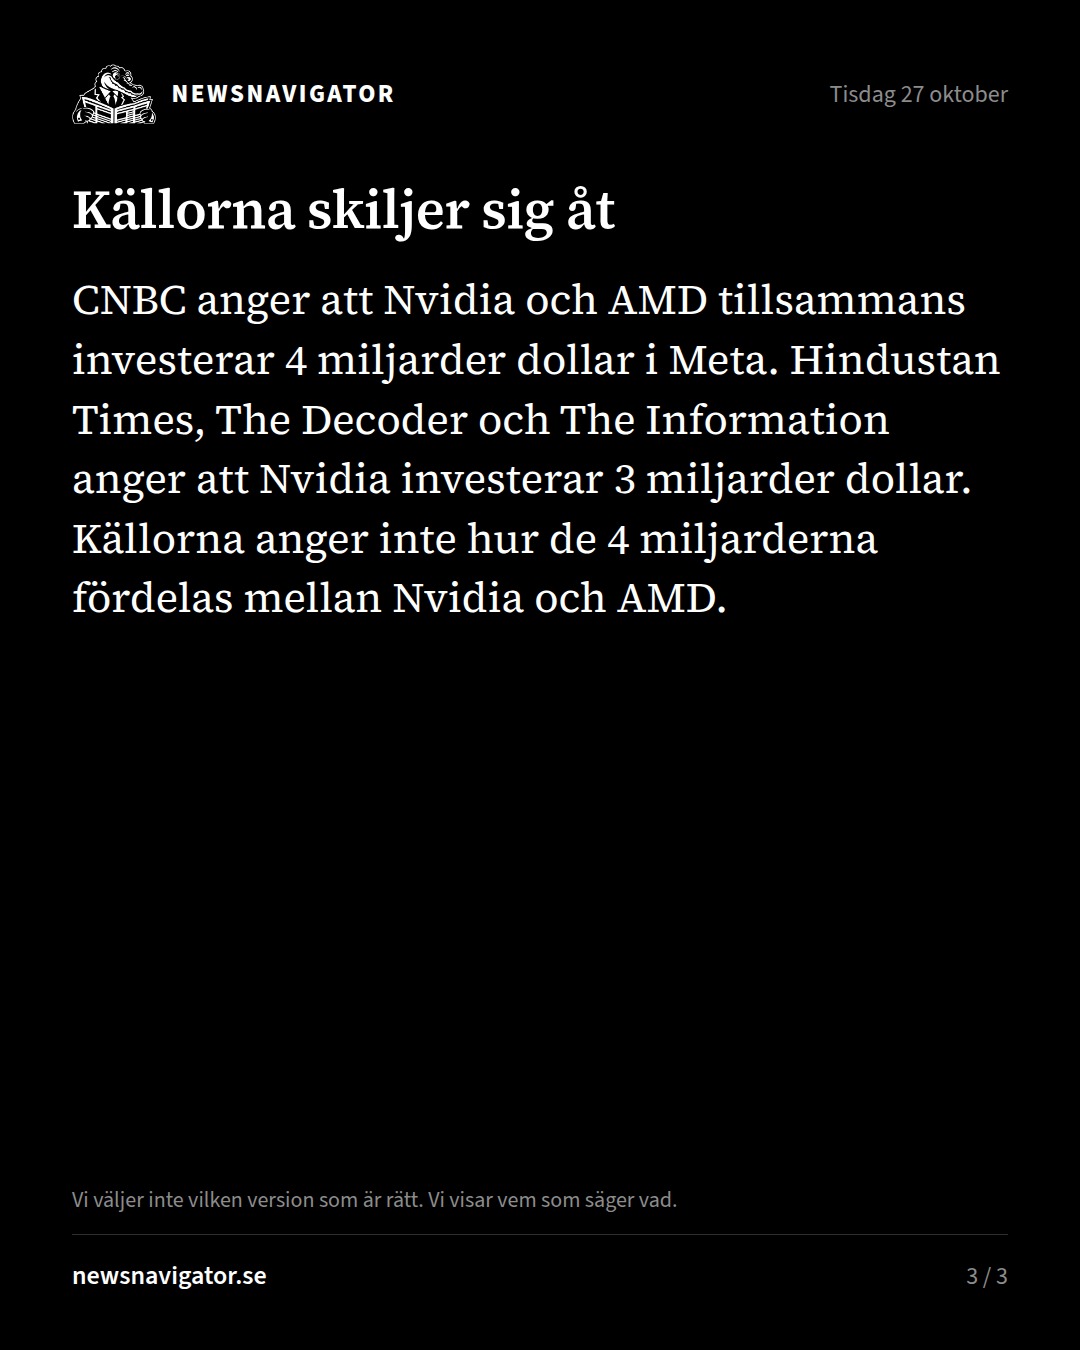 NEWSNAVIGATOR
Tisdag 27 oktober
Källorna skiljer sig åt
CNBC anger att Nvidia och AMD tillsammans
investerar 4 miljarder dollar i Meta. Hindustan
Times, The Decoder och The Information
anger att Nvidia investerar 3 miljarder dollar.
Källorna anger inte hur de 4 miljarderna
fördelas mellan Nvidia och AMD.
Vi väljer inte vilken version som är rätt. Vi visar vem som säger vad.
newsnavigator.se
3 / 3